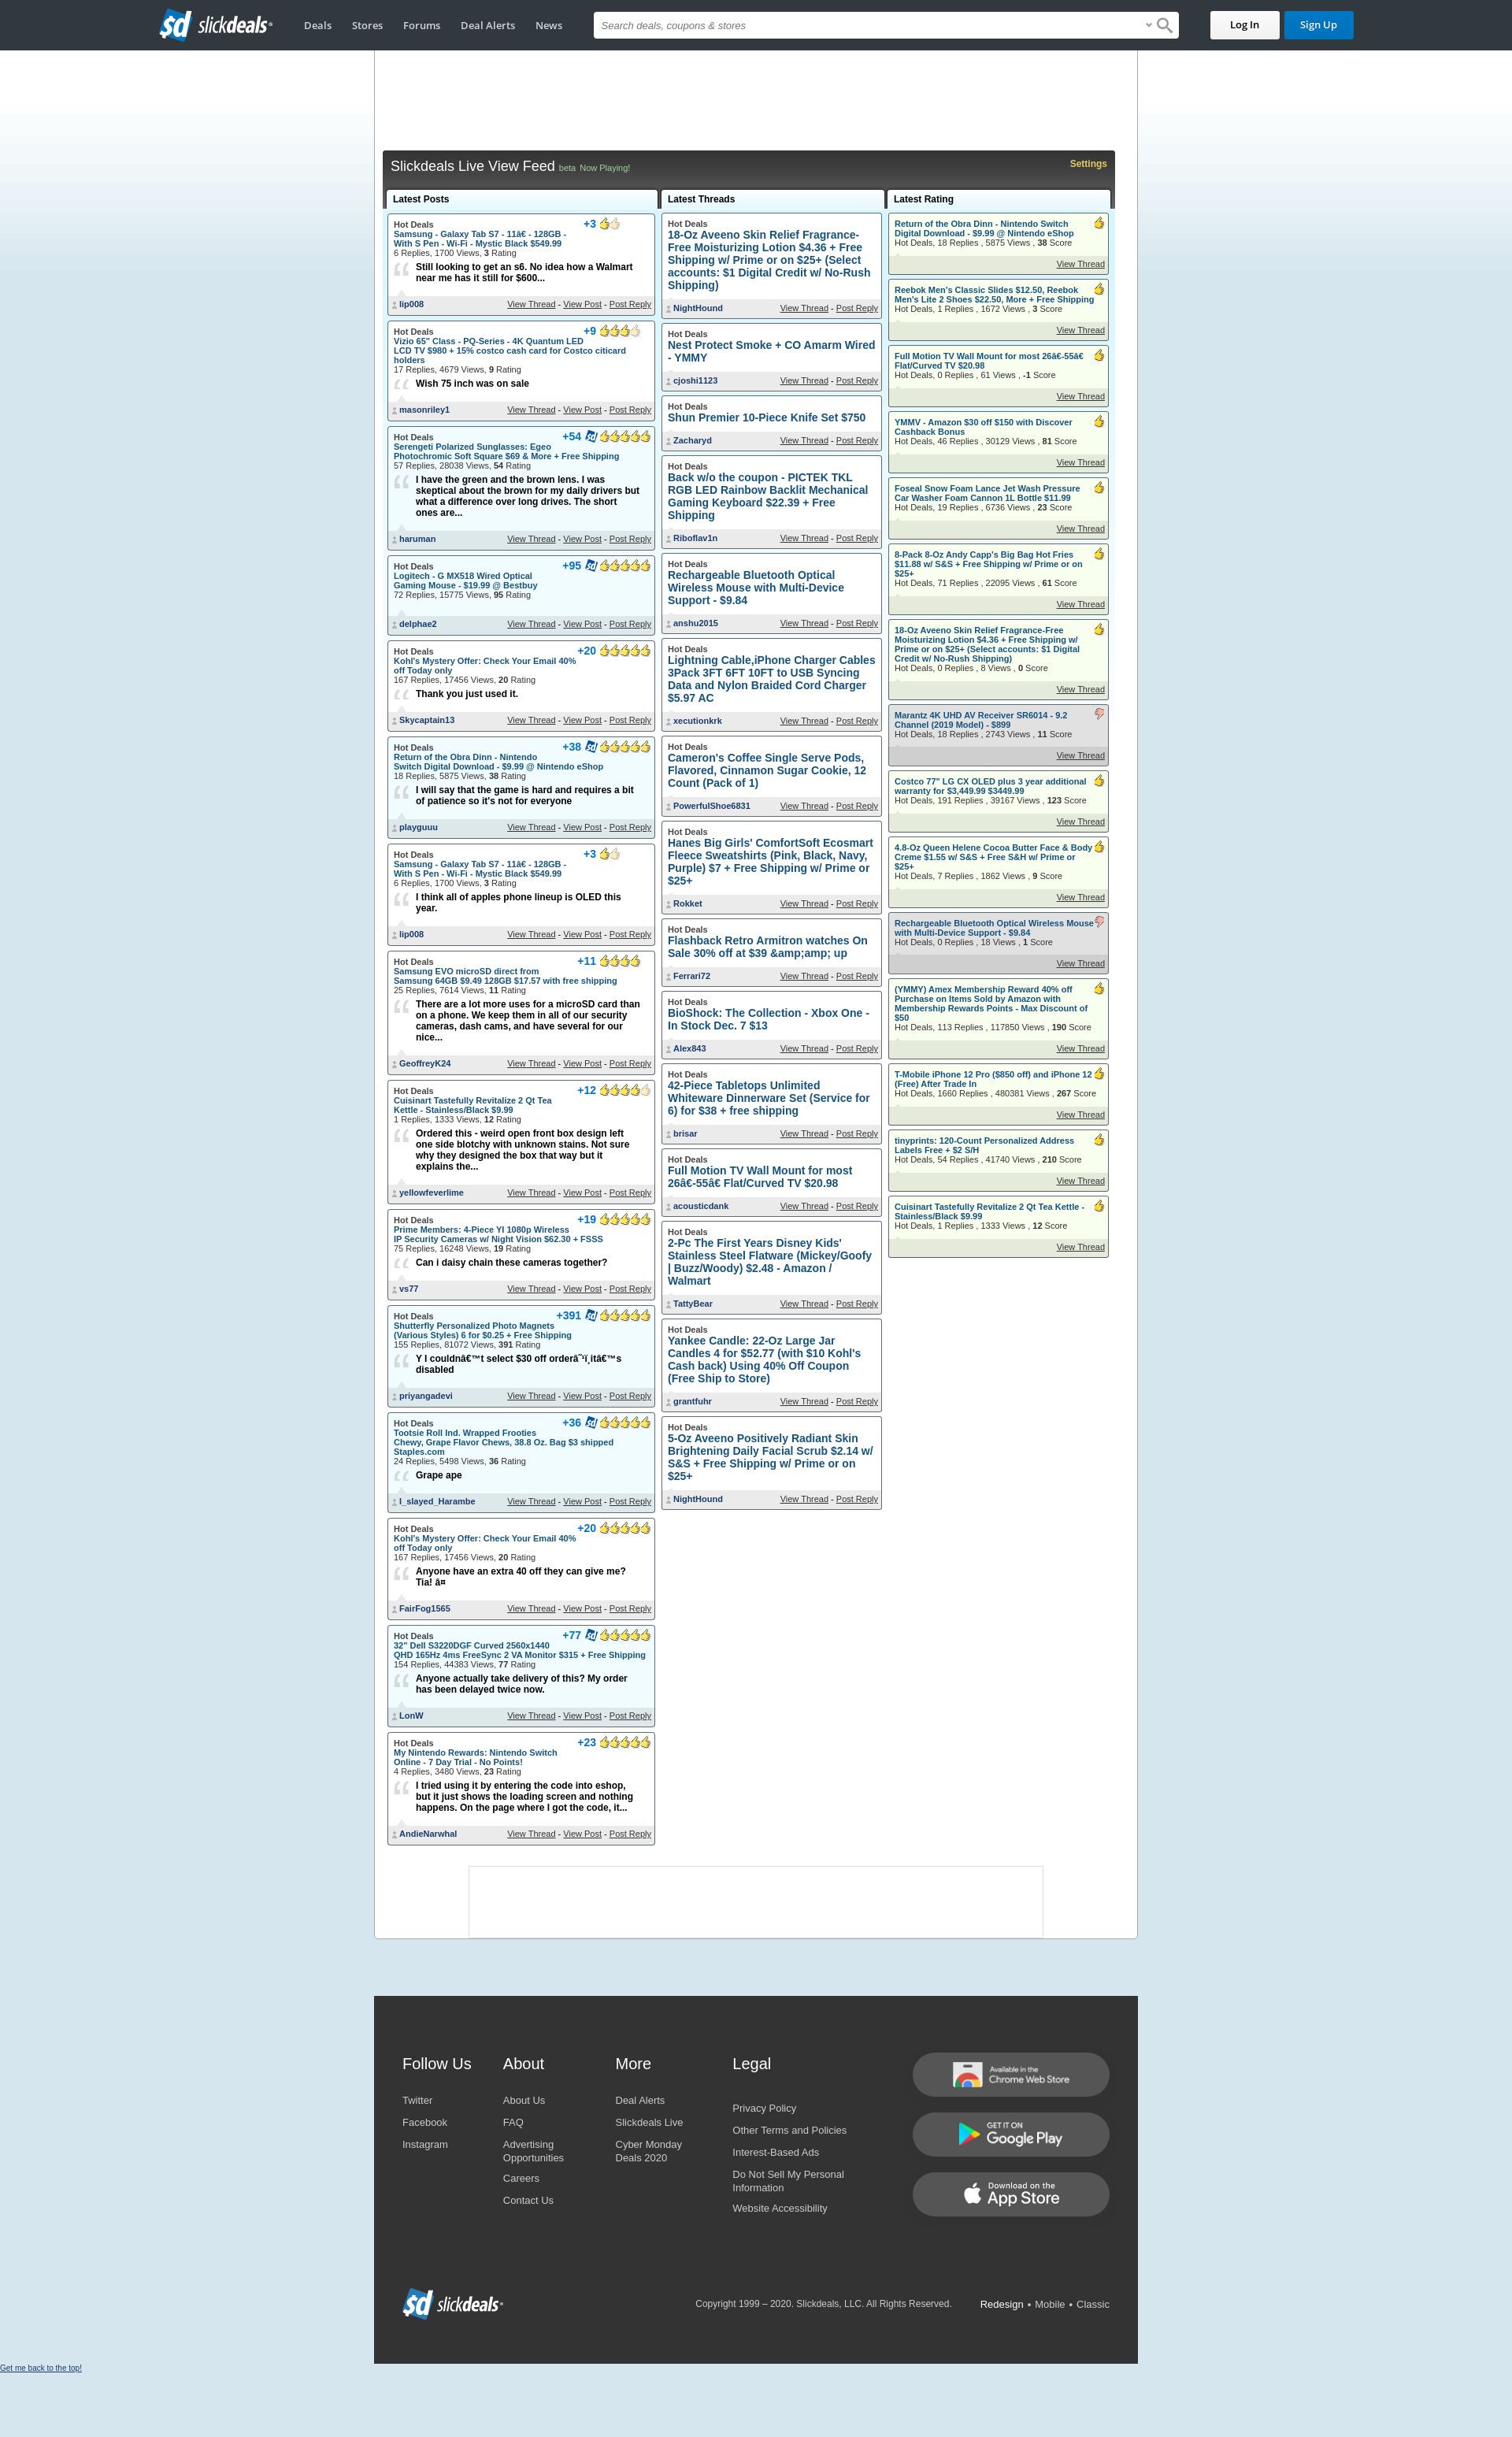 sd slickdeals
Deals Stores Forums Deal Alerts News
Search deals, coupons & stores
Log In
Sign Up
Slickdeals Live View Feed beta Now Playing!
Settings
Latest Posts
Hot Deals
+3
Samsung - Galaxy Tab S7 - 11â€ - 128GB -
With S Pen - Wi-Fi - Mystic Black $549.99
6 Replies, 1700 Views, 3 Rating
Still looking to get an s6. No idea how a Walmart
near me has it still for $600...
lip008
View Thread - View Post - Post Reply
Hot Deals
+9
Vizio 65" Class - PQ-Series - 4K Quantum LED
LCD TV $980 + 15% costco cash card for Costco citicard
holders
17 Replies, 4679 Views, 9 Rating
Wish 75 inch was on sale
masonriley1
View Thread - View Post - Post Reply
Hot Deals
+54
Serengeti Polarized Sunglasses: Egeo
Photochromic Soft Square $69 & More + Free Shipping
57 Replies, 28038 Views, 54 Rating
I have the green and the brown lens. I was
skeptical about the brown for my daily drivers but
what a difference over long drives. The short
ones are...
haruman
View Thread - View Post - Post Reply
Hot Deals
+95
Logitech - G MX518 Wired Optical
Gaming Mouse - $19.99 @ Bestbuy
72 Replies, 15775 Views, 95 Rating
delphae2
View Thread - View Post - Post Reply
Hot Deals
+20
Kohl's Mystery Offer: Check Your Email 40%
off Today only
167 Replies, 17456 Views, 20 Rating
Thank you just used it.
Skycaptain13
View Thread - View Post - Post Reply
Hot Deals
+38
Return of the Obra Dinn - Nintendo
Switch Digital Download - $9.99 @ Nintendo eShop
18 Replies, 5875 Views, 38 Rating
I will say that the game is hard and requires a bit
of patience so it's not for everyone
playguuu
View Thread - View Post - Post Reply
Hot Deals
+3
Samsung - Galaxy Tab S7 - 11â€ - 128GB -
With S Pen - Wi-Fi - Mystic Black $549.99
6 Replies, 1700 Views, 3 Rating
I think all of apples phone lineup is OLED this
year.
lip008
View Thread - View Post - Post Reply
Hot Deals
+11
Samsung EVO microSD direct from
Samsung 64GB $9.49 128GB $17.57 with free shipping
25 Replies, 7614 Views, 11 Rating
There are a lot more uses for a microSD card than
on a phone. We keep them in all of our security
cameras, dash cams, and have several for our
nice...
GeoffreyK24
View Thread - View Post - Post Reply
Hot Deals
+12
Cuisinart Tastefully Revitalize 2 Qt Tea
Kettle - Stainless/Black $9.99
1 Replies, 1333 Views, 12 Rating
Ordered this - weird open front box design left
one side blotchy with unknown stains. Not sure
why they designed the box that way but it
explains the...
yellowfeverlime
View Thread - View Post - Post Reply
Hot Deals
+19
Prime Members: 4-Piece YI 1080p Wireless
IP Security Cameras w/ Night Vision $62.30 + FSSS
75 Replies, 16248 Views, 19 Rating
Can i daisy chain these cameras together?
vs77
View Thread - View Post - Post Reply
Hot Deals
+391
Shutterfly Personalized Photo Magnets
(Various Styles) 6 for $0.25 + Free Shipping
155 Replies, 81072 Views, 391 Rating
Y I couldnâ€™t select $30 off orderâ˜¹ï¸itâ€™s
disabled
priyangadevi
View Thread - View Post - Post Reply
Hot Deals
+36
Tootsie Roll Ind. Wrapped Frooties
Chewy, Grape Flavor Chews, 38.8 Oz. Bag $3 shipped
Staples.com
24 Replies, 5498 Views, 36 Rating
Grape ape
I_slayed_Harambe
View Thread - View Post - Post Reply
Hot Deals
+20
Kohl's Mystery Offer: Check Your Email 40%
off Today only
167 Replies, 17456 Views, 20 Rating
Anyone have an extra 40 off they can give me?
Tia! â¤
FairFog1565
View Thread - View Post - Post Reply
Hot Deals
+77
32" Dell S3220DGF Curved 2560x1440
QHD 165Hz 4ms FreeSync 2 VA Monitor $315 + Free Shipping
154 Replies, 44383 Views, 77 Rating
Anyone actually take delivery of this? My order
has been delayed twice now.
LonW
View Thread - View Post - Post Reply
Hot Deals
+23
My Nintendo Rewards: Nintendo Switch
Online - 7 Day Trial - No Points!
4 Replies, 3480 Views, 23 Rating
I tried using it by entering the code into eshop,
but it just shows the loading screen and nothing
happens. On the page where I got the code, it...
AndieNarwhal
View Thread - View Post - Post Reply
Latest Threads
Hot Deals
18-Oz Aveeno Skin Relief Fragrance-
Free Moisturizing Lotion $4.36 + Free
Shipping w/ Prime or on $25+ (Select
accounts: $1 Digital Credit w/ No-Rush
Shipping)
NightHound
View Thread - Post Reply
Hot Deals
Nest Protect Smoke + CO Amarm Wired
- YMMY
cjoshi1123
View Thread - Post Reply
Hot Deals
Shun Premier 10-Piece Knife Set $750
Zacharyd
View Thread - Post Reply
Hot Deals
Back w/o the coupon - PICTEK TKL
RGB LED Rainbow Backlit Mechanical
Gaming Keyboard $22.39 + Free
Shipping
Riboflav1n
View Thread - Post Reply
Hot Deals
Rechargeable Bluetooth Optical
Wireless Mouse with Multi-Device
Support - $9.84
anshu2015
View Thread - Post Reply
Hot Deals
Lightning Cable,iPhone Charger Cables
3Pack 3FT 6FT 10FT to USB Syncing
Data and Nylon Braided Cord Charger
$5.97 AC
xecutionkrk
View Thread - Post Reply
Hot Deals
Cameron's Coffee Single Serve Pods,
Flavored, Cinnamon Sugar Cookie, 12
Count (Pack of 1)
PowerfulShoe6831
View Thread - Post Reply
Hot Deals
Hanes Big Girls' ComfortSoft Ecosmart
Fleece Sweatshirts (Pink, Black, Navy,
Purple) $7 + Free Shipping w/ Prime or
$25+
Rokket
View Thread - Post Reply
Hot Deals
Flashback Retro Armitron watches On
Sale 30% off at $39 &amp;amp; up
Ferrari72
View Thread - Post Reply
Hot Deals
BioShock: The Collection - Xbox One -
In Stock Dec. 7 $13
Alex843
View Thread - Post Reply
Hot Deals
42-Piece Tabletops Unlimited
Whiteware Dinnerware Set (Service for
6) for $38 + free shipping
brisar
View Thread - Post Reply
Hot Deals
Full Motion TV Wall Mount for most
26â€-55â€ Flat/Curved TV $20.98
acousticdank
View Thread - Post Reply
Hot Deals
2-Pc The First Years Disney Kids'
Stainless Steel Flatware (Mickey/Goofy
| Buzz/Woody) $2.48 - Amazon /
Walmart
TattyBear
View Thread - Post Reply
Hot Deals
Yankee Candle: 22-Oz Large Jar
Candles 4 for $52.77 (with $10 Kohl's
Cash back) Using 40% Off Coupon
(Free Ship to Store)
grantfuhr
View Thread - Post Reply
Hot Deals
5-Oz Aveeno Positively Radiant Skin
Brightening Daily Facial Scrub $2.14 w/
S&S + Free Shipping w/ Prime or on
$25+
NightHound
View Thread - Post Reply
Latest Rating
Return of the Obra Dinn - Nintendo Switch
Digital Download - $9.99 @ Nintendo eShop
Hot Deals, 18 Replies , 5875 Views , 38 Score
View Thread
Reebok Men's Classic Slides $12.50, Reebok
Men's Lite 2 Shoes $22.50, More + Free Shipping
Hot Deals, 1 Replies , 1672 Views , 3 Score
View Thread
Full Motion TV Wall Mount for most 26â€-55â€
Flat/Curved TV $20.98
Hot Deals, 0 Replies , 61 Views , -1 Score
View Thread
YMMV - Amazon $30 off $150 with Discover
Cashback Bonus
Hot Deals, 46 Replies , 30129 Views , 81 Score
View Thread
Foseal Snow Foam Lance Jet Wash Pressure
Car Washer Foam Cannon 1L Bottle $11.99
Hot Deals, 19 Replies , 6736 Views , 23 Score
View Thread
8-Pack 8-Oz Andy Capp's Big Bag Hot Fries
$11.88 w/ S&S + Free Shipping w/ Prime or on
$25+
Hot Deals, 71 Replies , 22095 Views , 61 Score
View Thread
18-Oz Aveeno Skin Relief Fragrance-Free
Moisturizing Lotion $4.36 + Free Shipping w/
Prime or on $25+ (Select accounts: $1 Digital
Credit w/ No-Rush Shipping)
Hot Deals, 0 Replies , 8 Views , 0 Score
View Thread
Marantz 4K UHD AV Receiver SR6014 - 9.2
Channel (2019 Model) - $899
Hot Deals, 18 Replies , 2743 Views , 11 Score
View Thread
Costco 77" LG CX OLED plus 3 year additional
warranty for $3,449.99 $3449.99
Hot Deals, 191 Replies , 39167 Views , 123 Score
View Thread
4.8-Oz Queen Helene Cocoa Butter Face & Body
Creme $1.55 w/ S&S + Free S&H w/ Prime or
$25+
Hot Deals, 7 Replies , 1862 Views , 9 Score
View Thread
Rechargeable Bluetooth Optical Wireless Mouse
with Multi-Device Support - $9.84
Hot Deals, 0 Replies , 18 Views , 1 Score
View Thread
(YMMY) Amex Membership Reward 40% off
Purchase on Items Sold by Amazon with
Membership Rewards Points - Max Discount of
$50
Hot Deals, 113 Replies , 117850 Views , 190 Score
View Thread
T-Mobile iPhone 12 Pro ($850 off) and iPhone 12
(Free) After Trade In
Hot Deals, 1660 Replies , 480381 Views , 267 Score
View Thread
tinyprints: 120-Count Personalized Address
Labels Free + $2 S/H
Hot Deals, 54 Replies , 41740 Views , 210 Score
View Thread
Cuisinart Tastefully Revitalize 2 Qt Tea Kettle -
Stainless/Black $9.99
Hot Deals, 1 Replies , 1333 Views , 12 Score
View Thread
Follow Us
Twitter
Facebook
Instagram
About
About Us
FAQ
Advertising
Opportunities
Careers
Contact Us
More
Deal Alerts
Slickdeals Live
Cyber Monday
Deals 2020
Legal
Privacy Policy
Other Terms and Policies
Interest-Based Ads
Do Not Sell My Personal
Information
Website Accessibility
Available in the
Chrome Web Store
GET IT ON
Google Play
Download on the
App Store
sd slickdeals
Copyright 1999 – 2020. Slickdeals, LLC. All Rights Reserved.
Redesign • Mobile • Classic
Get me back to the top!